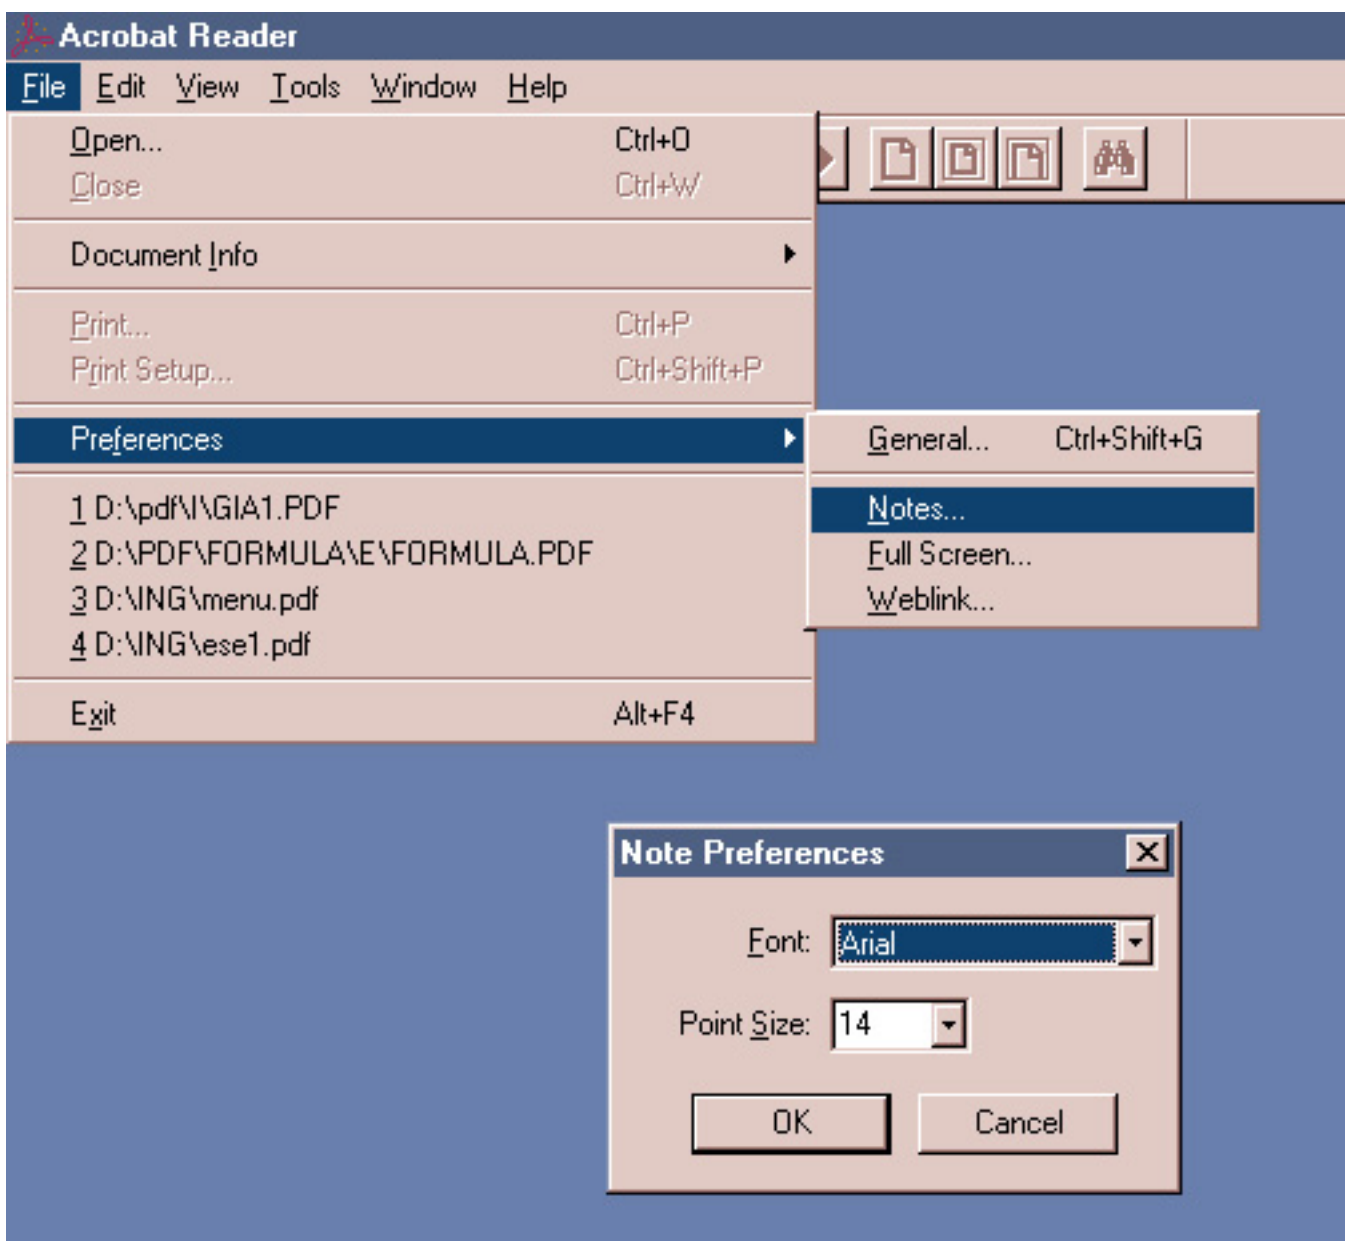 Acrobat Reader
File Edit View Tools Window Help
Open... Ctrl+O
Close Ctrl+W
Document Info
Print... Ctrl+P
Print Setup... Ctrl+Shift+P
Preferences
General... Ctrl+Shift+G
1 D:\pdf\I\GIA1.PDF
Notes...
2 D:\PDF\FORMULA\E\FORMULA.PDF
Full Screen...
3 D:\ING\menu.pdf
Weblink...
4 D:\ING\ese1.pdf
Exit Alt+F4
Note Preferences
Font: Arial
Point Size: 14
OK Cancel